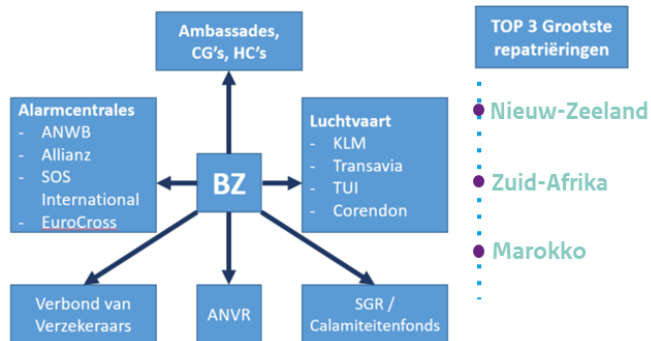 Ambassades,
CG's, HC's
TOP 3 Grootste
repatriëringen
Alarmcentrales
- ANWB
- Allianz
- SOS
International
- EuroCross
BZ
Luchtvaart
- KLM
- Transavia
- TUI
- Corendon
Nieuw-Zeeland
Zuid-Afrika
Marokko
Verbond van
Verzekeraars
ANVR
SGR /
Calamiteitenfonds